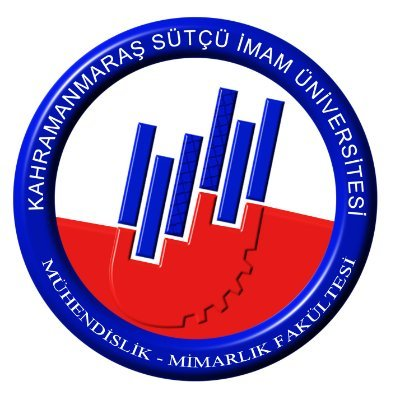 KAHRAMANMARAŞ SÜTÇÜ İMAM ÜNİVERSİTESİ
MÜHENDİSLİK - MİMARLIK FAKÜLTESİ